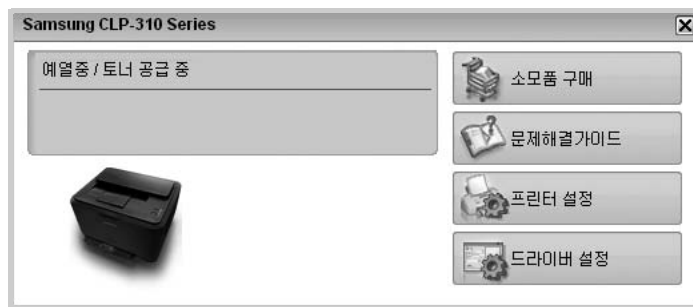 Samsung CLP-310 Series
예열중 / 토너 공급 중
소모품 구매
문제해결가이드
프린터 설정
드라이버 설정